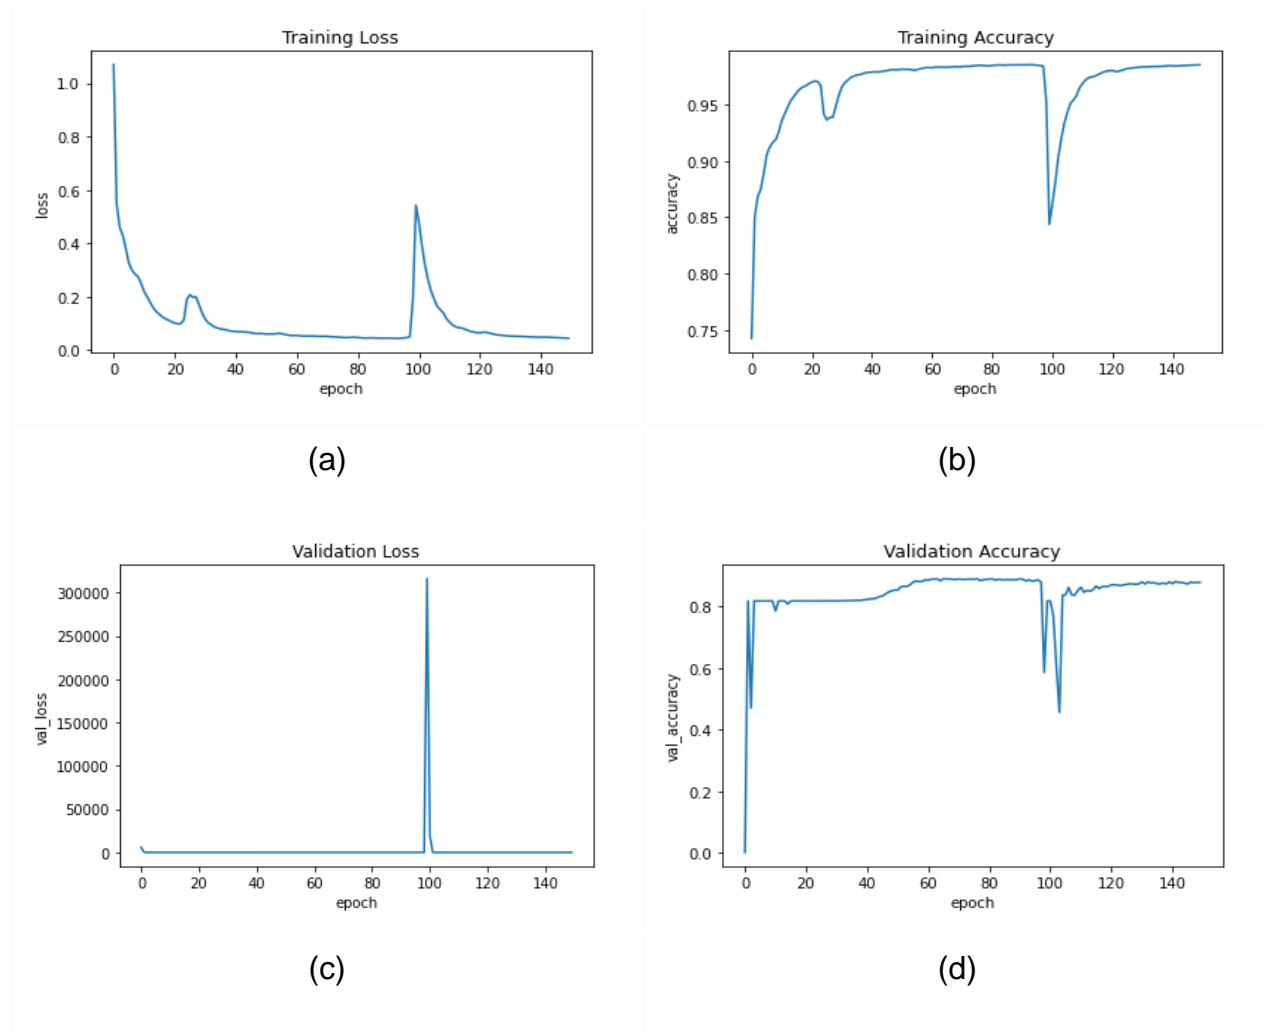 Training Loss
1.0
0.8
0.6
0.4
0.2
0.0
loss
0 20 40 60 80 100 120 140
epoch
(a)
Training Accuracy
0.95
0.90
0.85
0.80
0.75
accuracy
0 20 40 60 80 100 120 140
epoch
(b)
Validation Loss
300000
250000
200000
150000
100000
50000
0
val_loss
0 20 40 60 80 100 120 140
epoch
(c)
Validation Accuracy
0.8
0.6
0.4
0.2
0.0
val_accuracy
0 20 40 60 80 100 120 140
epoch
(d)